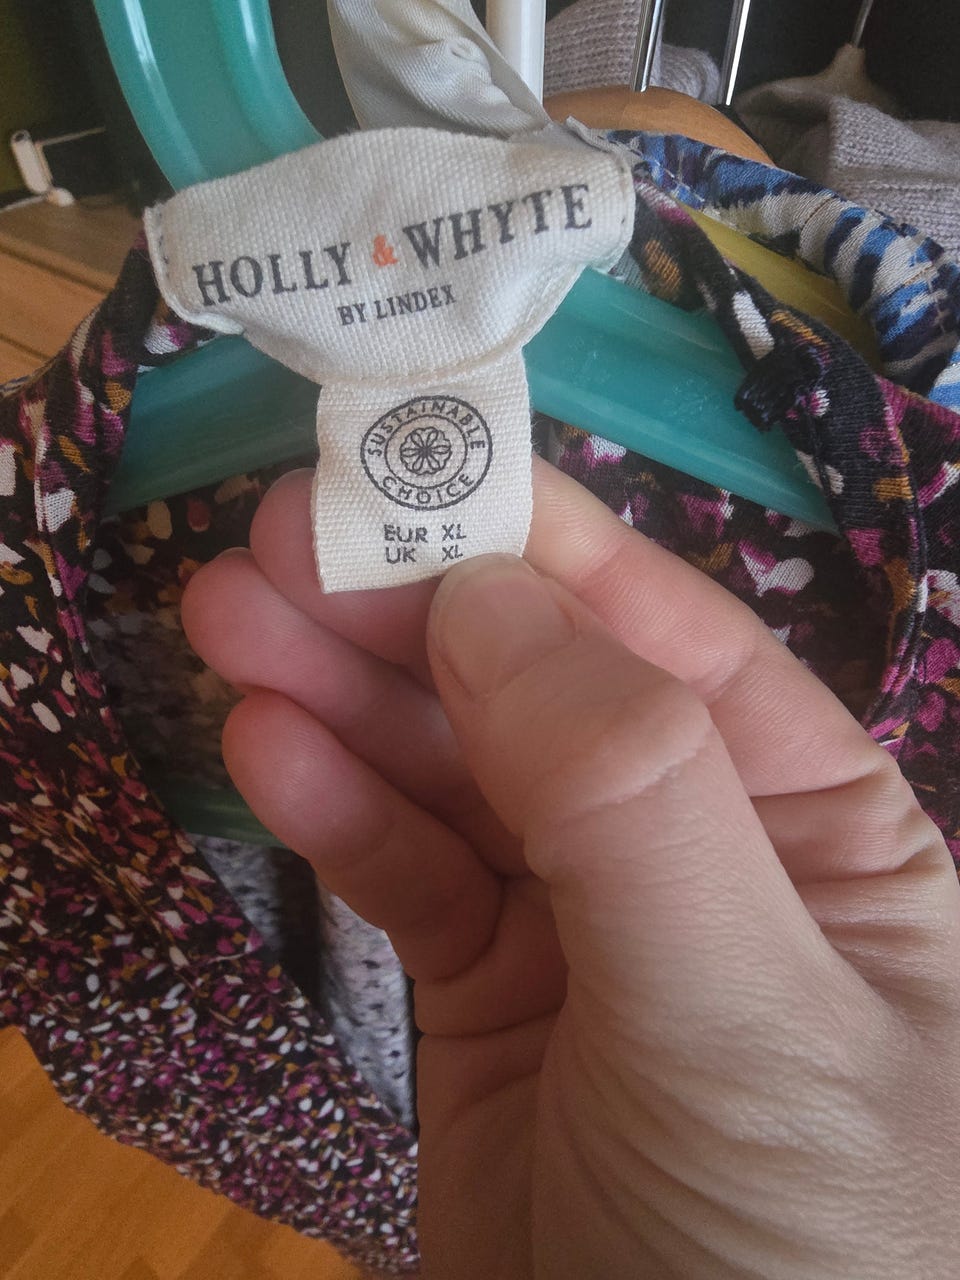 HOLLY & WHYTE
BY LINDEX
SUSTAINABLE
CHOICE
EUR XL
UK XL